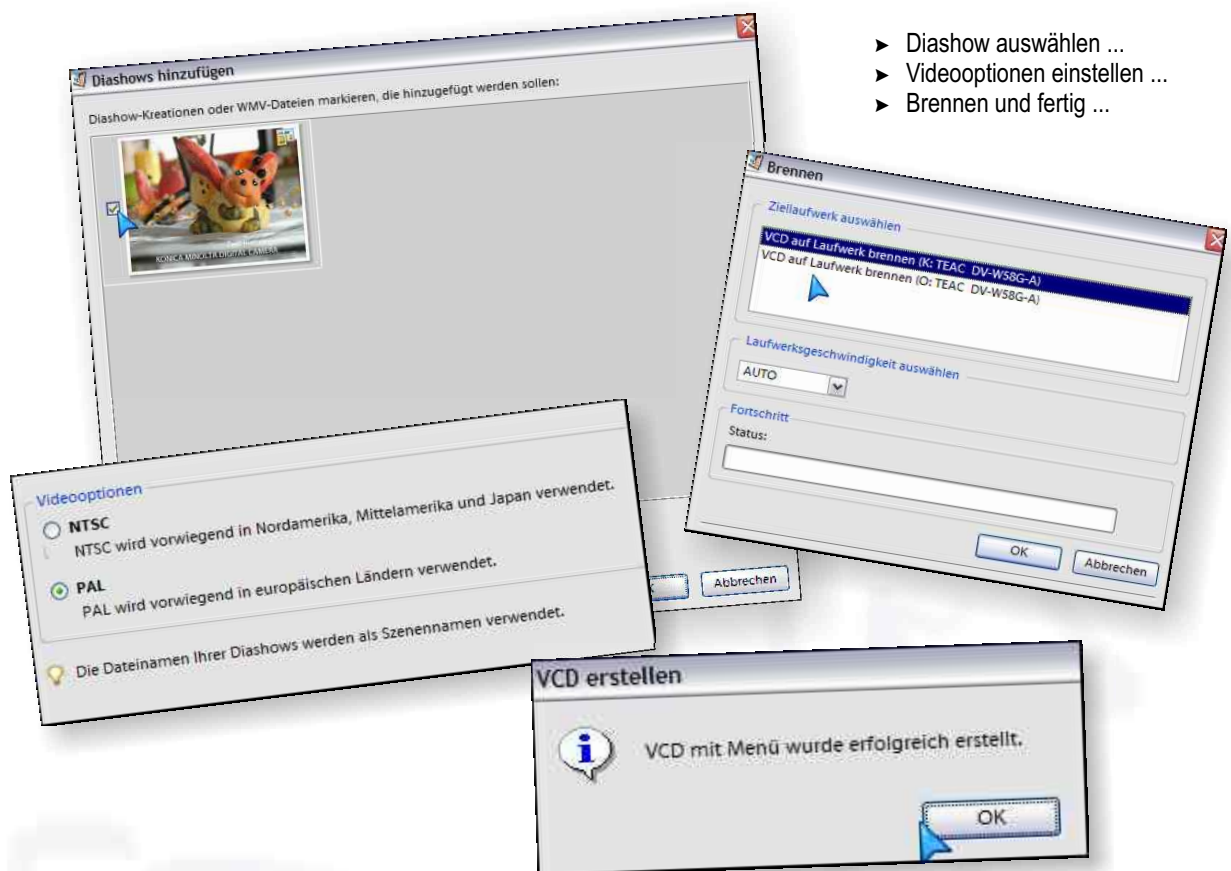 Diashow auswählen ...
Videooptionen einstellen ...
Brennen und fertig ...
Diashows hinzufügen
Diashow-Kreationen oder WMV-Dateien markieren, die hinzugefügt werden sollen:
KONICA MINOLTA DIGITAL CAMERA
Brennen
Ziellaufwerk auswählen
VCD auf Laufwerk brennen (K: TEAC DV-W58G-A)
VCD auf Laufwerk brennen (O: TEAC DV-W58G-A)
Laufwerksgeschwindigkeit auswählen
AUTO
Fortschritt
Status:
OK
Abbrechen
Videooptionen
NTSC
NTSC wird vorwiegend in Nordamerika, Mittelamerika und Japan verwendet.
PAL
PAL wird vorwiegend in europäischen Ländern verwendet.
Die Dateinamen Ihrer Diashows werden als Szenennamen verwendet.
Abbrechen
VCD erstellen
VCD mit Menü wurde erfolgreich erstellt.
OK